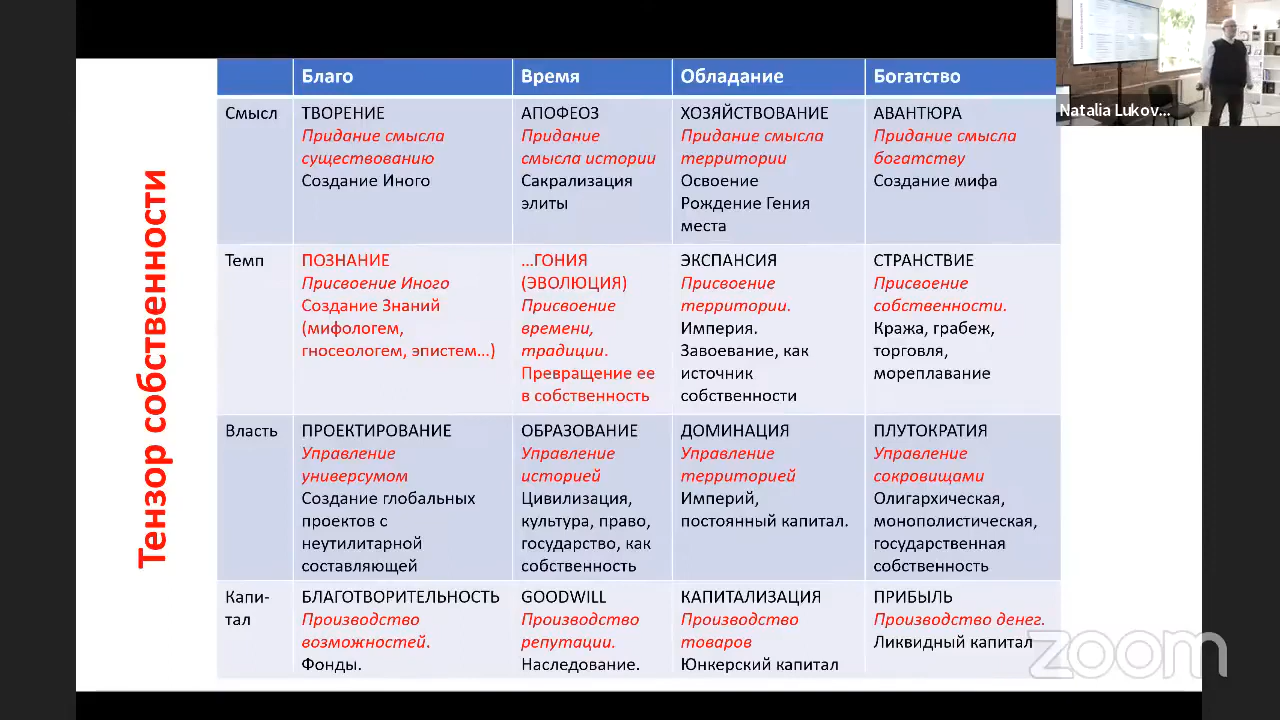 Тензор собственности
Благо
Время
Обладание
Богатство
Смысл
ТВОРЕНИЕ
Придание смысла
существованию
Создание Иного
АПОФЕОЗ
Придание
смысла истории
Сакрализация
элиты
ХОЗЯЙСТВОВАНИЕ
Придание смысла
территории
Освоение
Рождение Гения
места
АВАНТЮРА
Придание смысла
богатству
Создание мифа
Темп
ПОЗНАНИЕ
Присвоение Иного
Создание Знаний
(мифологем,
гносеологем, эпистем...)
...ГОНИЯ
(ЭВОЛЮЦИЯ)
Присвоение
времени,
традиции.
Превращение ее
в собственность
ЭКСПАНСИЯ
Присвоение
территории.
Империя.
Завоевание, как
источник
собственности
СТРАНСТВИЕ
Присвоение
собственности.
Кража, грабеж,
торговля,
мореплавание
Власть
ПРОЕКТИРОВАНИЕ
Управление
универсумом
Создание глобальных
проектов с
неутилитарной
составляющей
ОБРАЗОВАНИЕ
Управление
историей
Цивилизация,
культура, право,
государство, как
собственность
ДОМИНАЦИЯ
Управление
территорией
Империй,
постоянный капитал.
ПЛУТОКРАТИЯ
Управление
сокровищами
Олигархическая,
монополистическая,
государственная
собственность
Капи-
тал
БЛАГОТВОРИТЕЛЬНОСТЬ
Производство
возможностей.
Фонды.
GOODWILL
Производство
репутации.
Наследование.
КАПИТАЛИЗАЦИЯ
Производство
товаров
Юнкерский капитал
ПРИБЫЛЬ
Производство денег.
Ликвидный капитал
Natalia Lukov...
zoom